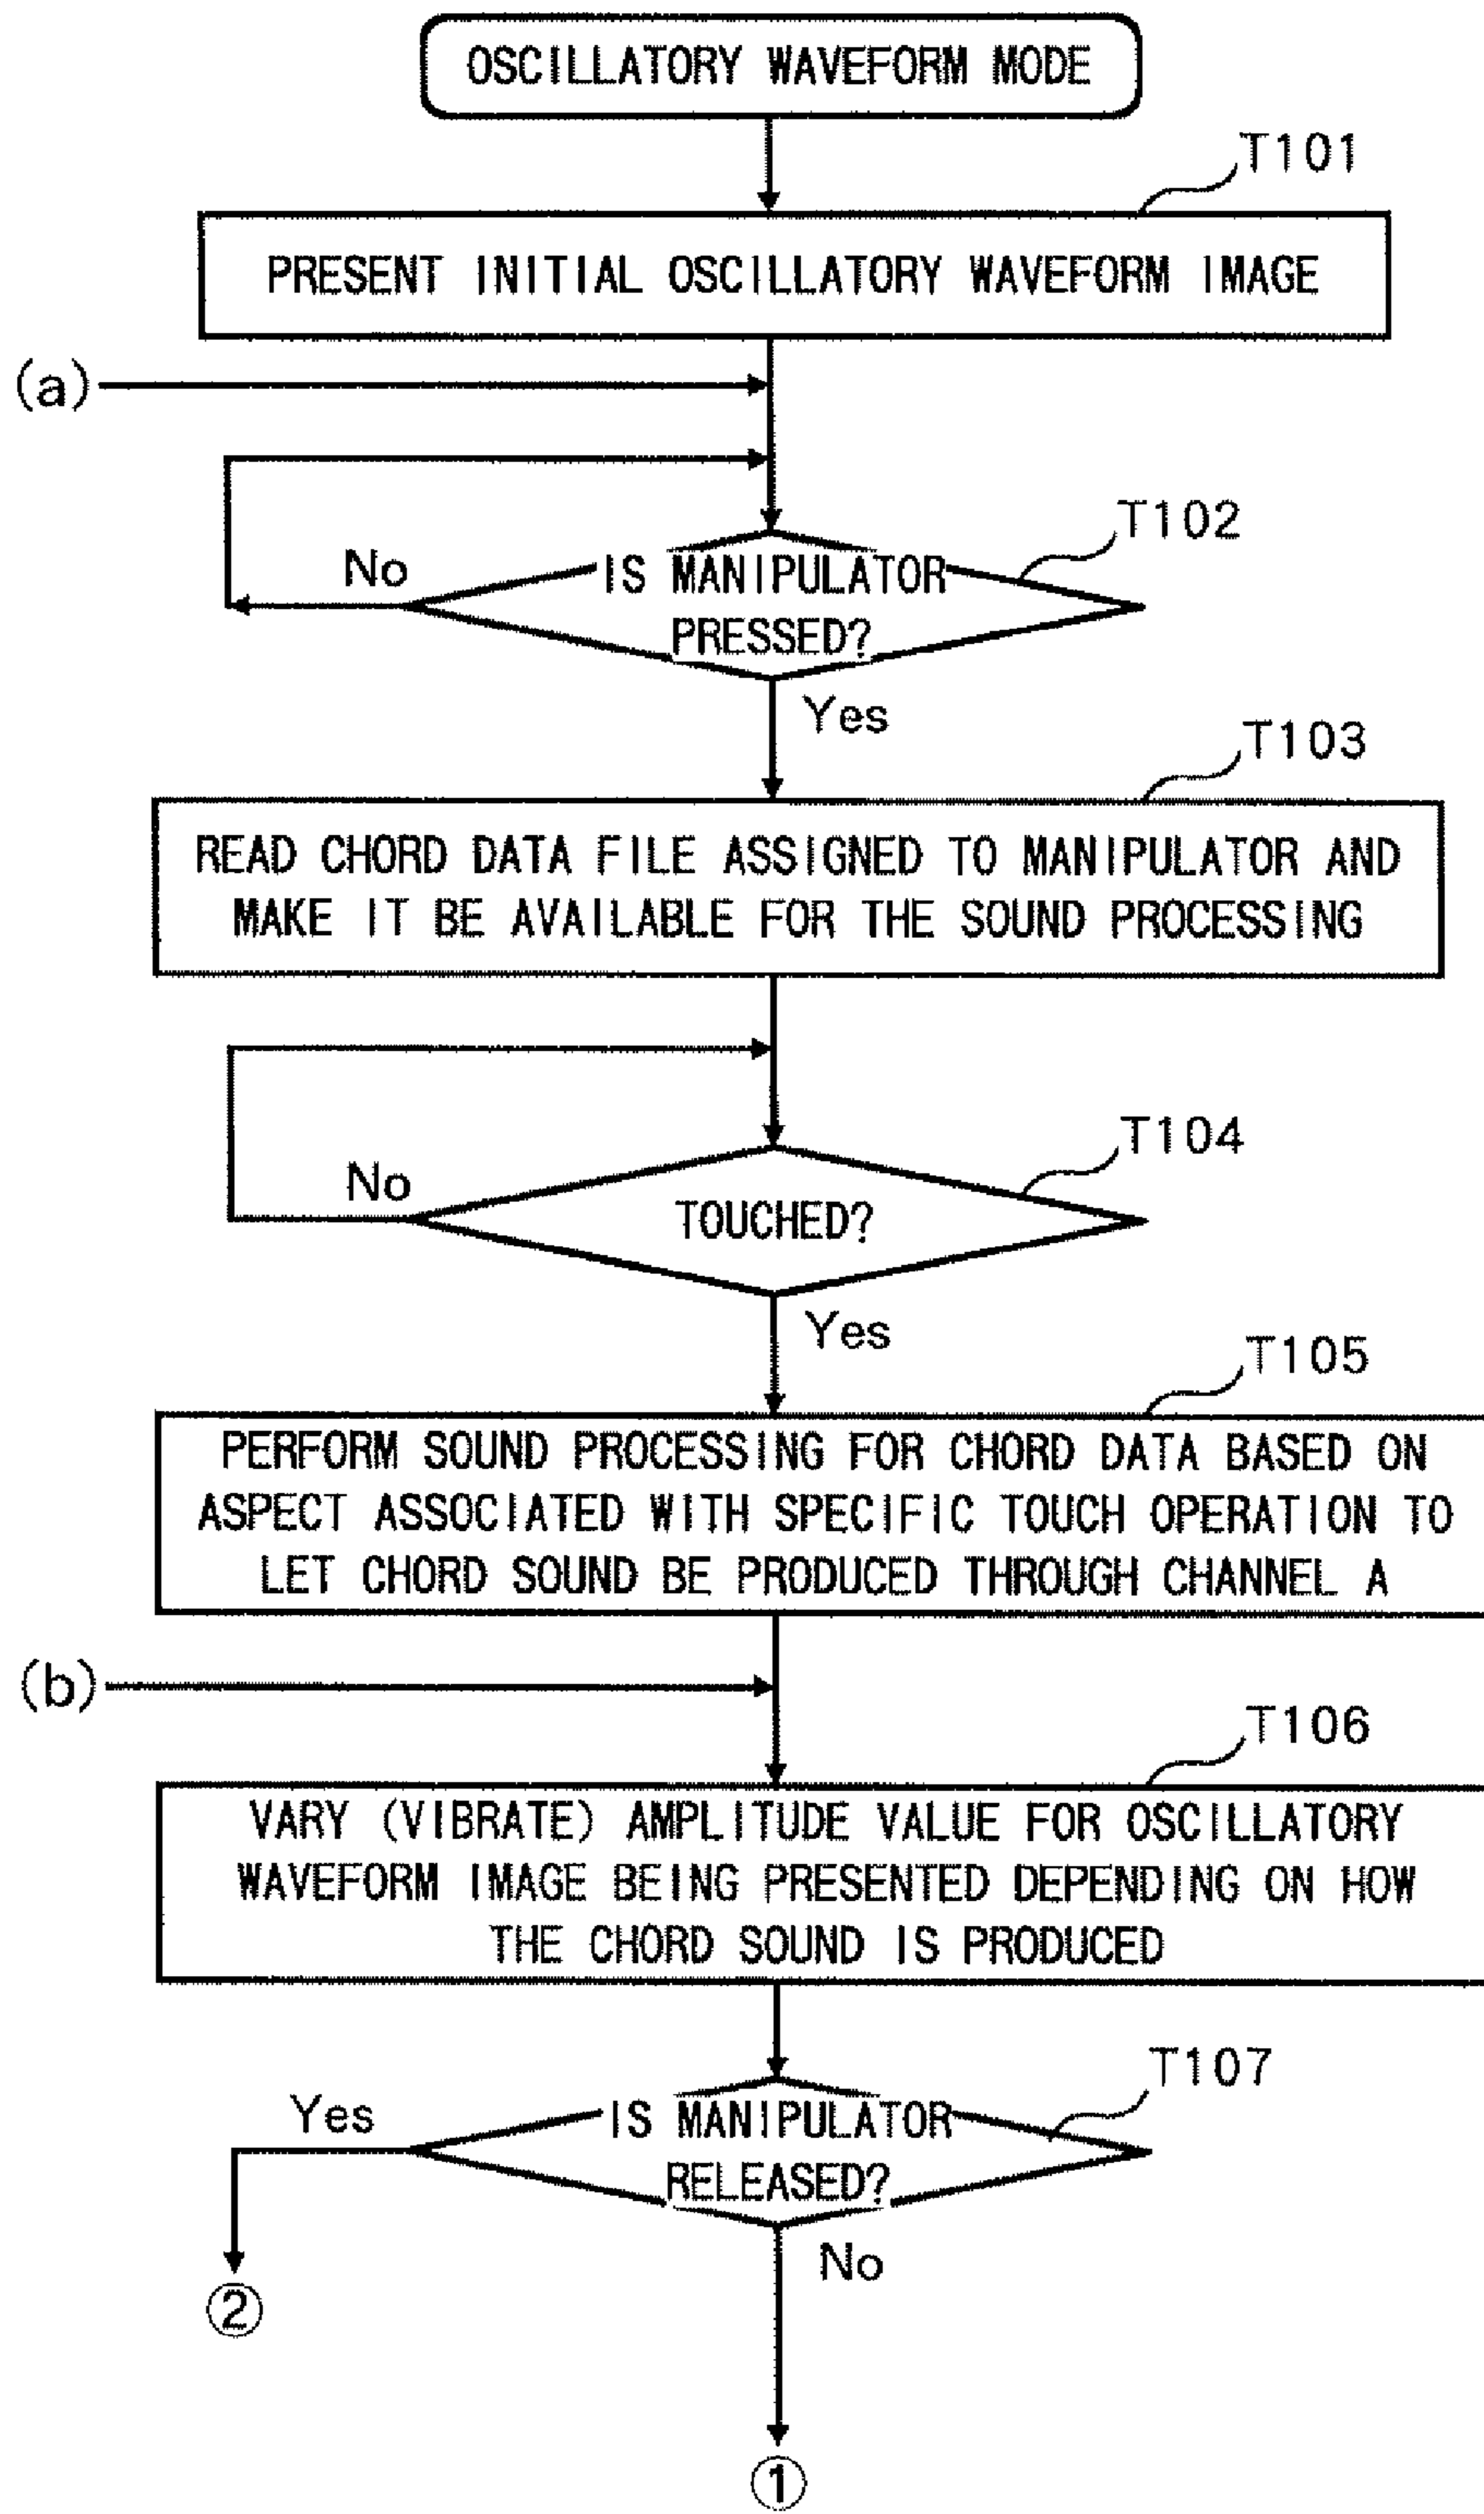 OSCILLATORY WAVEFORM MODE
T101
PRESENT INITIAL OSCILLATORY WAVEFORM IMAGE
(a)
T102
No
IS MANIPULATOR
PRESSED?
Yes
T103
READ CHORD DATA FILE ASSIGNED TO MANIPULATOR AND
MAKE IT BE AVAILABLE FOR THE SOUND PROCESSING
T104
No
TOUCHED?
Yes
T105
PERFORM SOUND PROCESSING FOR CHORD DATA BASED ON
ASPECT ASSOCIATED WITH SPECIFIC TOUCH OPERATION TO
LET CHORD SOUND BE PRODUCED THROUGH CHANNEL A
(b)
T106
VARY (VIBRATE) AMPLITUDE VALUE FOR OSCILLATORY
WAVEFORM IMAGE BEING PRESENTED DEPENDING ON HOW
THE CHORD SOUND IS PRODUCED
T107
Yes
IS MANIPULATOR
RELEASED?
No
②
①